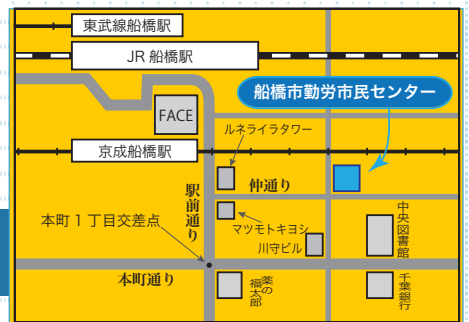 東武線船橋駅
JR 船橋駅
船橋市勤労市民センター
FACE
ルネライラタワー
京成船橋駅
仲通り
駅前通り
マツモトキヨシ
本町 1 丁目交差点
川守ビル
中央図書館
本町通り
薬の
福太郎
千葉銀行